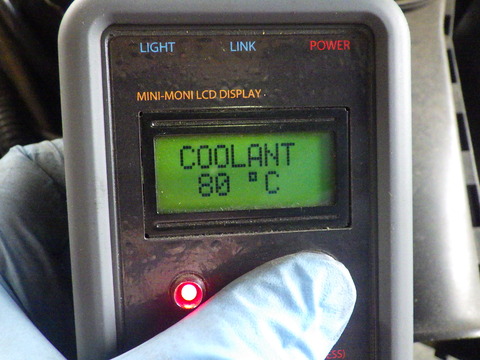 LIGHT LINK POWER
MINI-MONI LCD DISPLAY
COOLANT
80 °C